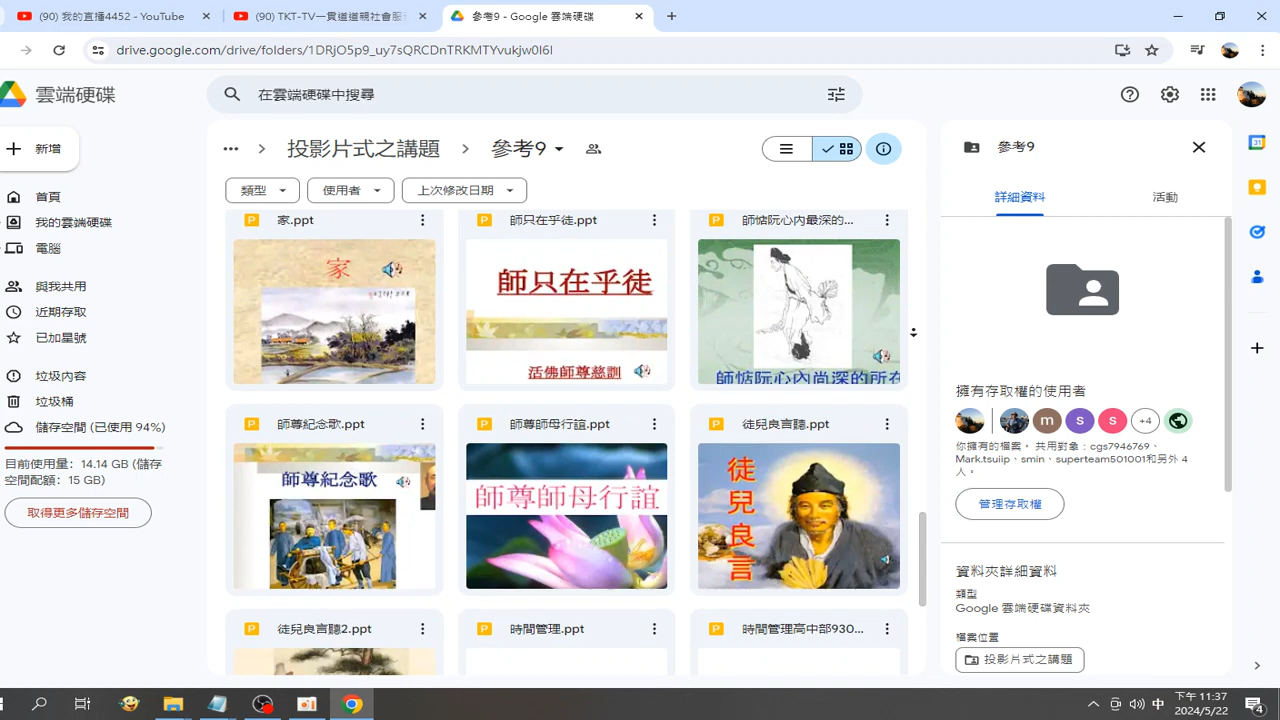 (90) 我的直播4452 - YouTube
(90) TKT-TV一貫道道親社會服
參考9 - Google 雲端硬碟
drive.google.com/drive/folders/1DRjO5p9_uy7sQRCDnTRKMTYvukjw0I6I
雲端硬碟
在雲端硬碟中搜尋
新增
首頁
我的雲端硬碟
電腦
與我共用
近期存取
已加星號
垃圾內容
垃圾桶
儲存空間 (已使用 94%)
目前使用量：14.14 GB (儲存
空間配額：15 GB)
取得更多儲存空間
投影片式之講題
參考9
類型
使用者
上次修改日期
家.ppt
師只在乎徒.ppt
師惦阮心內最深的...
家
師只在乎徒
活佛師尊慈訓
師惦阮心內尚深的所在
師尊紀念歌.ppt
師尊師母行誼.ppt
徒兒良言聽.ppt
師尊紀念歌
師尊師母行誼
徒兒良言
徒兒良言聽2.ppt
時間管理.ppt
時間管理高中部930...
參考9
詳細資料
活動
擁有存取權的使用者
m
s
s
+4
你擁有的檔案。 共用對象：cgs7946769、
Mark.tsuiip、smin、superteam501001和另外 4
人。
管理存取權
資料夾詳細資料
類型
Google 雲端硬碟資料夾
檔案位置
投影片式之講題
31
中
下午 11:37
2024/5/22
4